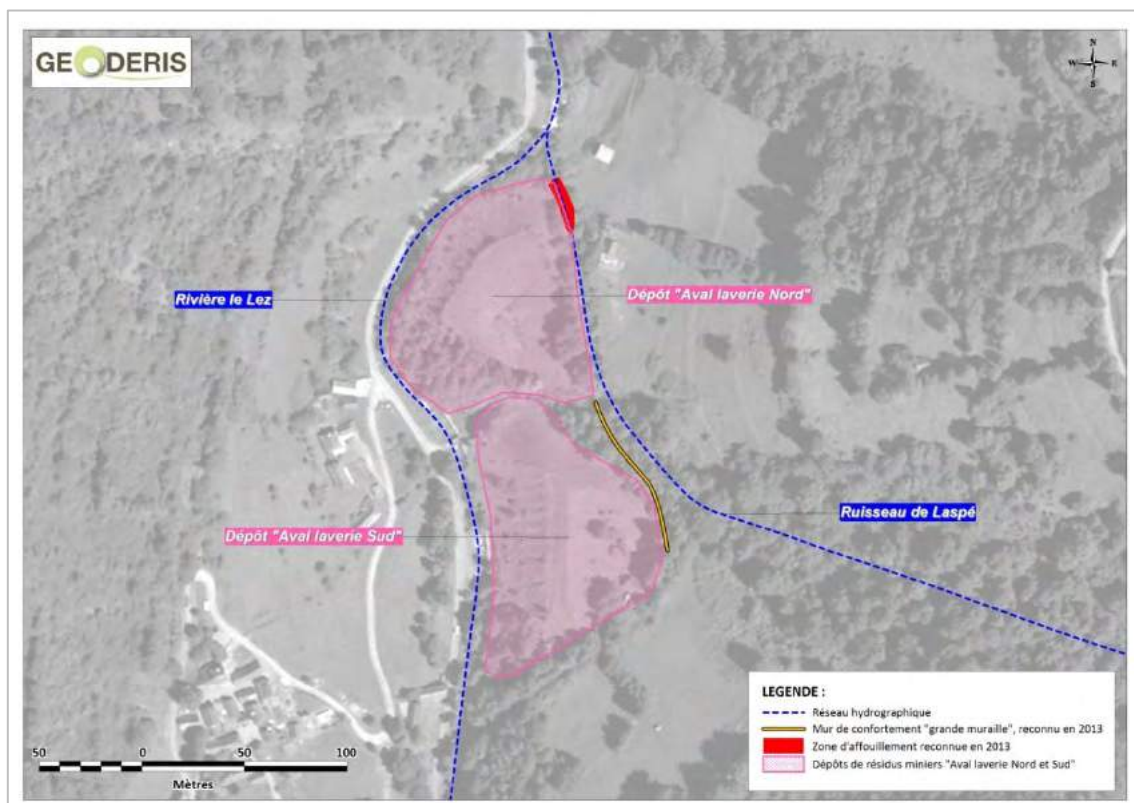 GEODERIS
N
W E
S
Rivière le Lez
Dépôt "Aval laverie Nord"
Ruisseau de Laspé
Dépôt "Aval laverie Sud"
LEGENDE :
Réseau hydrographique
Mur de confortement "grande muraille", reconnu en 2013
Zone d'affouillement reconnue en 2013
Dépôts de résidus miniers "Aval laverie Nord et Sud"
50 0 50 100
Mètres